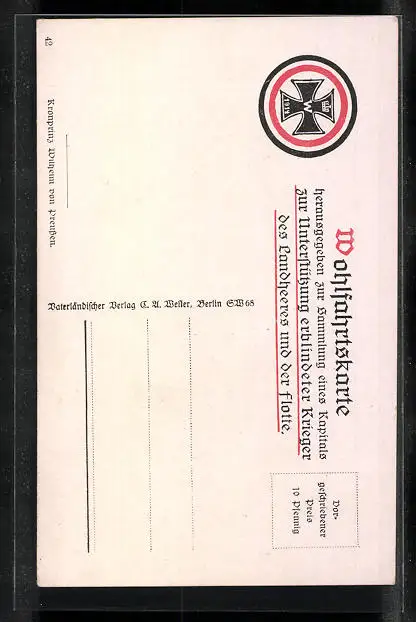 42
Kronprinz Wilhelm von Preußen.
Wohlfahrtskarte
herausgegeben zur Sammlung eines Kapitals
zur Unterstützung erblindeter Krieger
des Landheeres und der Flotte.
W
1914
Vor-
geschriebener
Preis
10 Pfennig
Vaterländischer Verlag C. A. Weller, Berlin SW 68